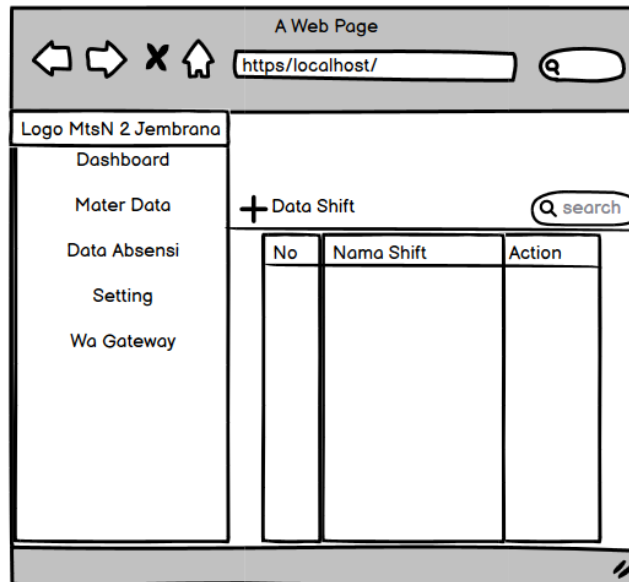 A Web Page
https/localhost/
Logo MtsN 2 Jembrana
Dashboard
Mater Data
Data Shift
search
Data Absensi
No Nama Shift Action
Setting
Wa Gateway